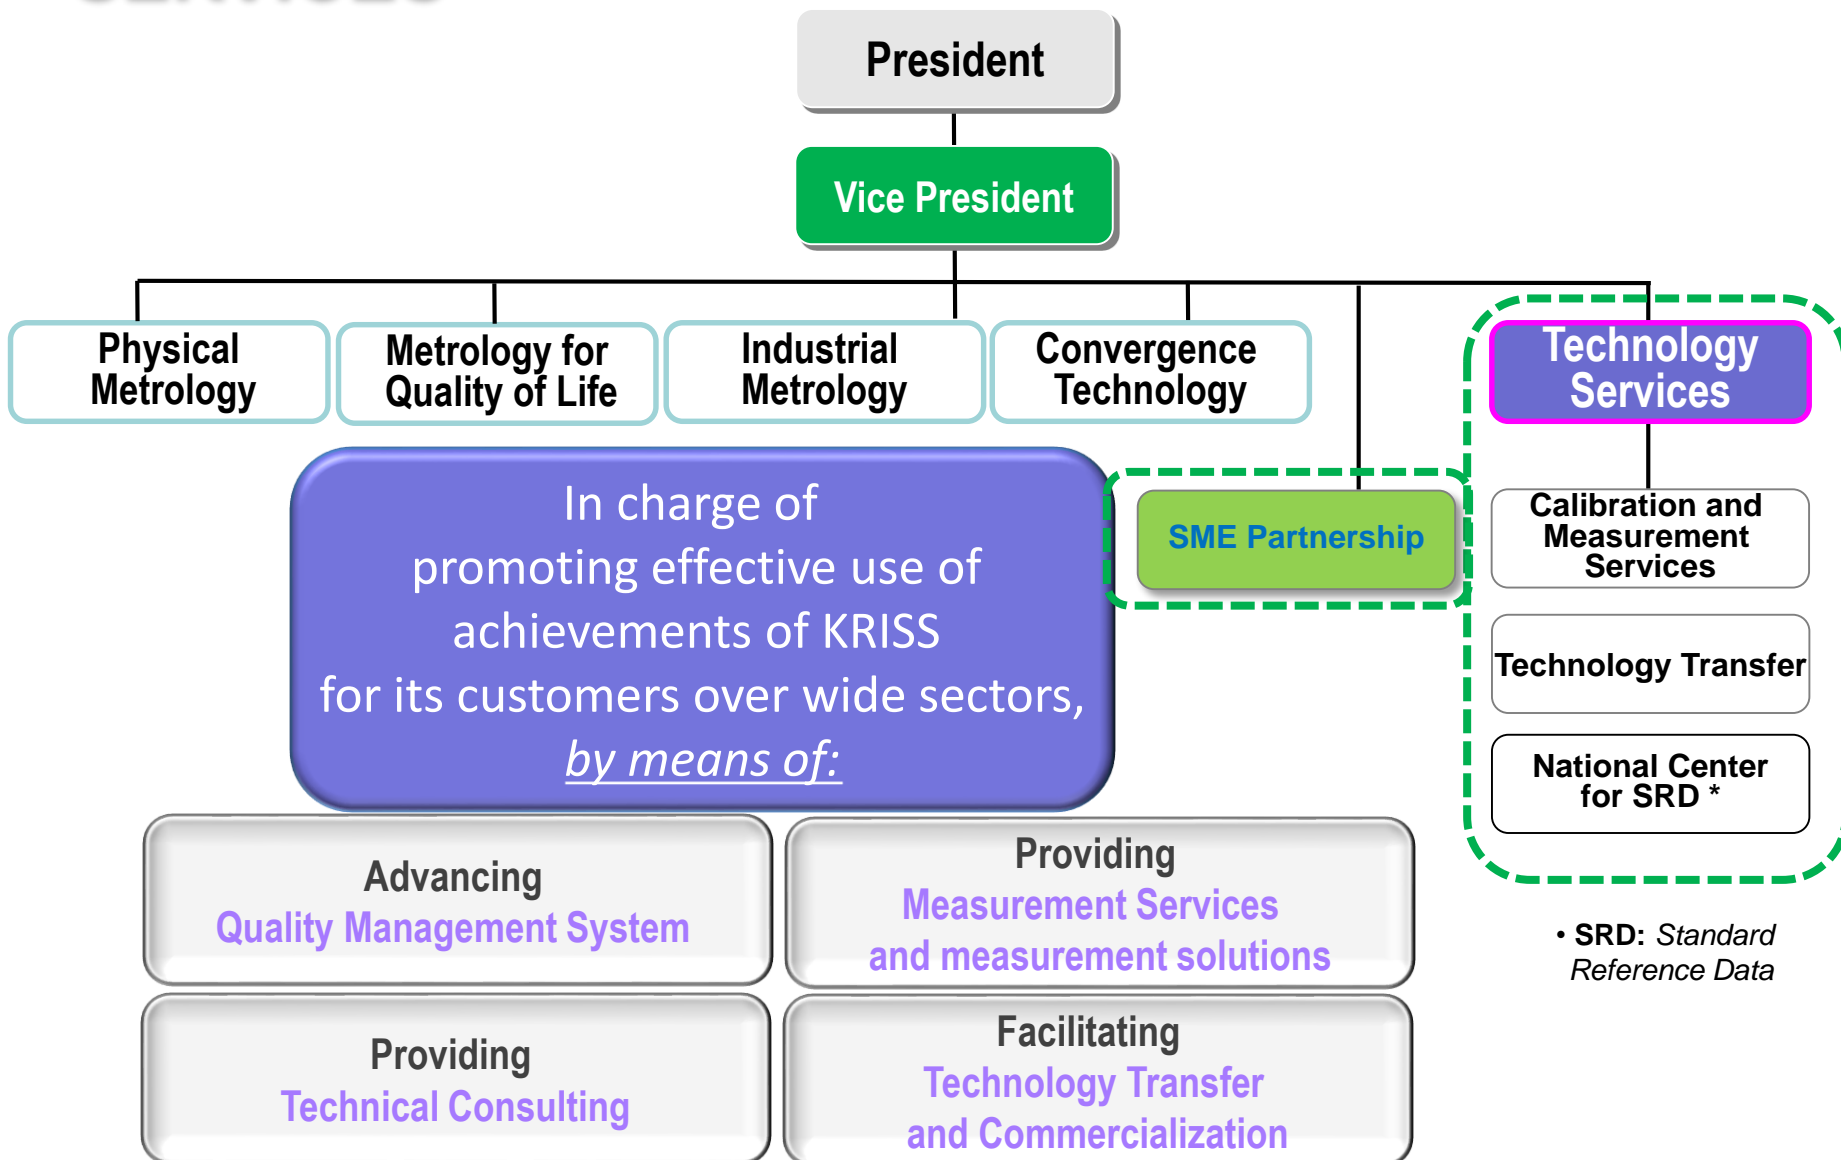 President
Vice President
Physical
Metrology
Metrology for
Quality of Life
Industrial
Metrology
Convergence
Technology
Technology
Services
In charge of
promoting effective use of
achievements of KRISS
for its customers over wide sectors,
by means of:
SME Partnership
Calibration and
Measurement
Services
Technology Transfer
National Center
for SRD *
• SRD: Standard
Reference Data
Advancing
Quality Management System
Providing
Measurement Services
and measurement solutions
Providing
Technical Consulting
Facilitating
Technology Transfer
and Commercialization